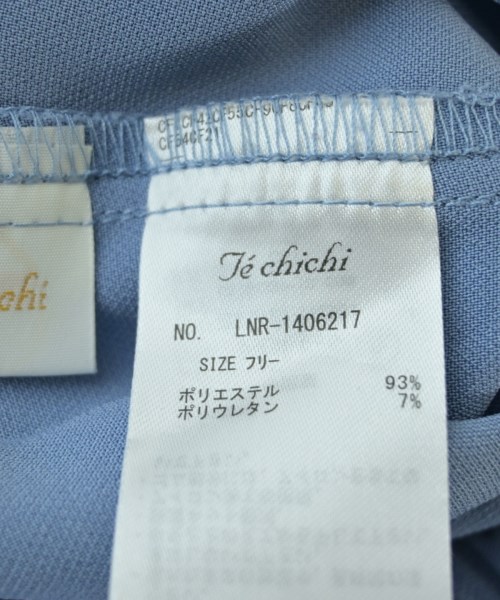 Té chichi
NO. LNR-1406217
SIZE フリー
ポリエステル 93%
ポリウレタン 7%
chi